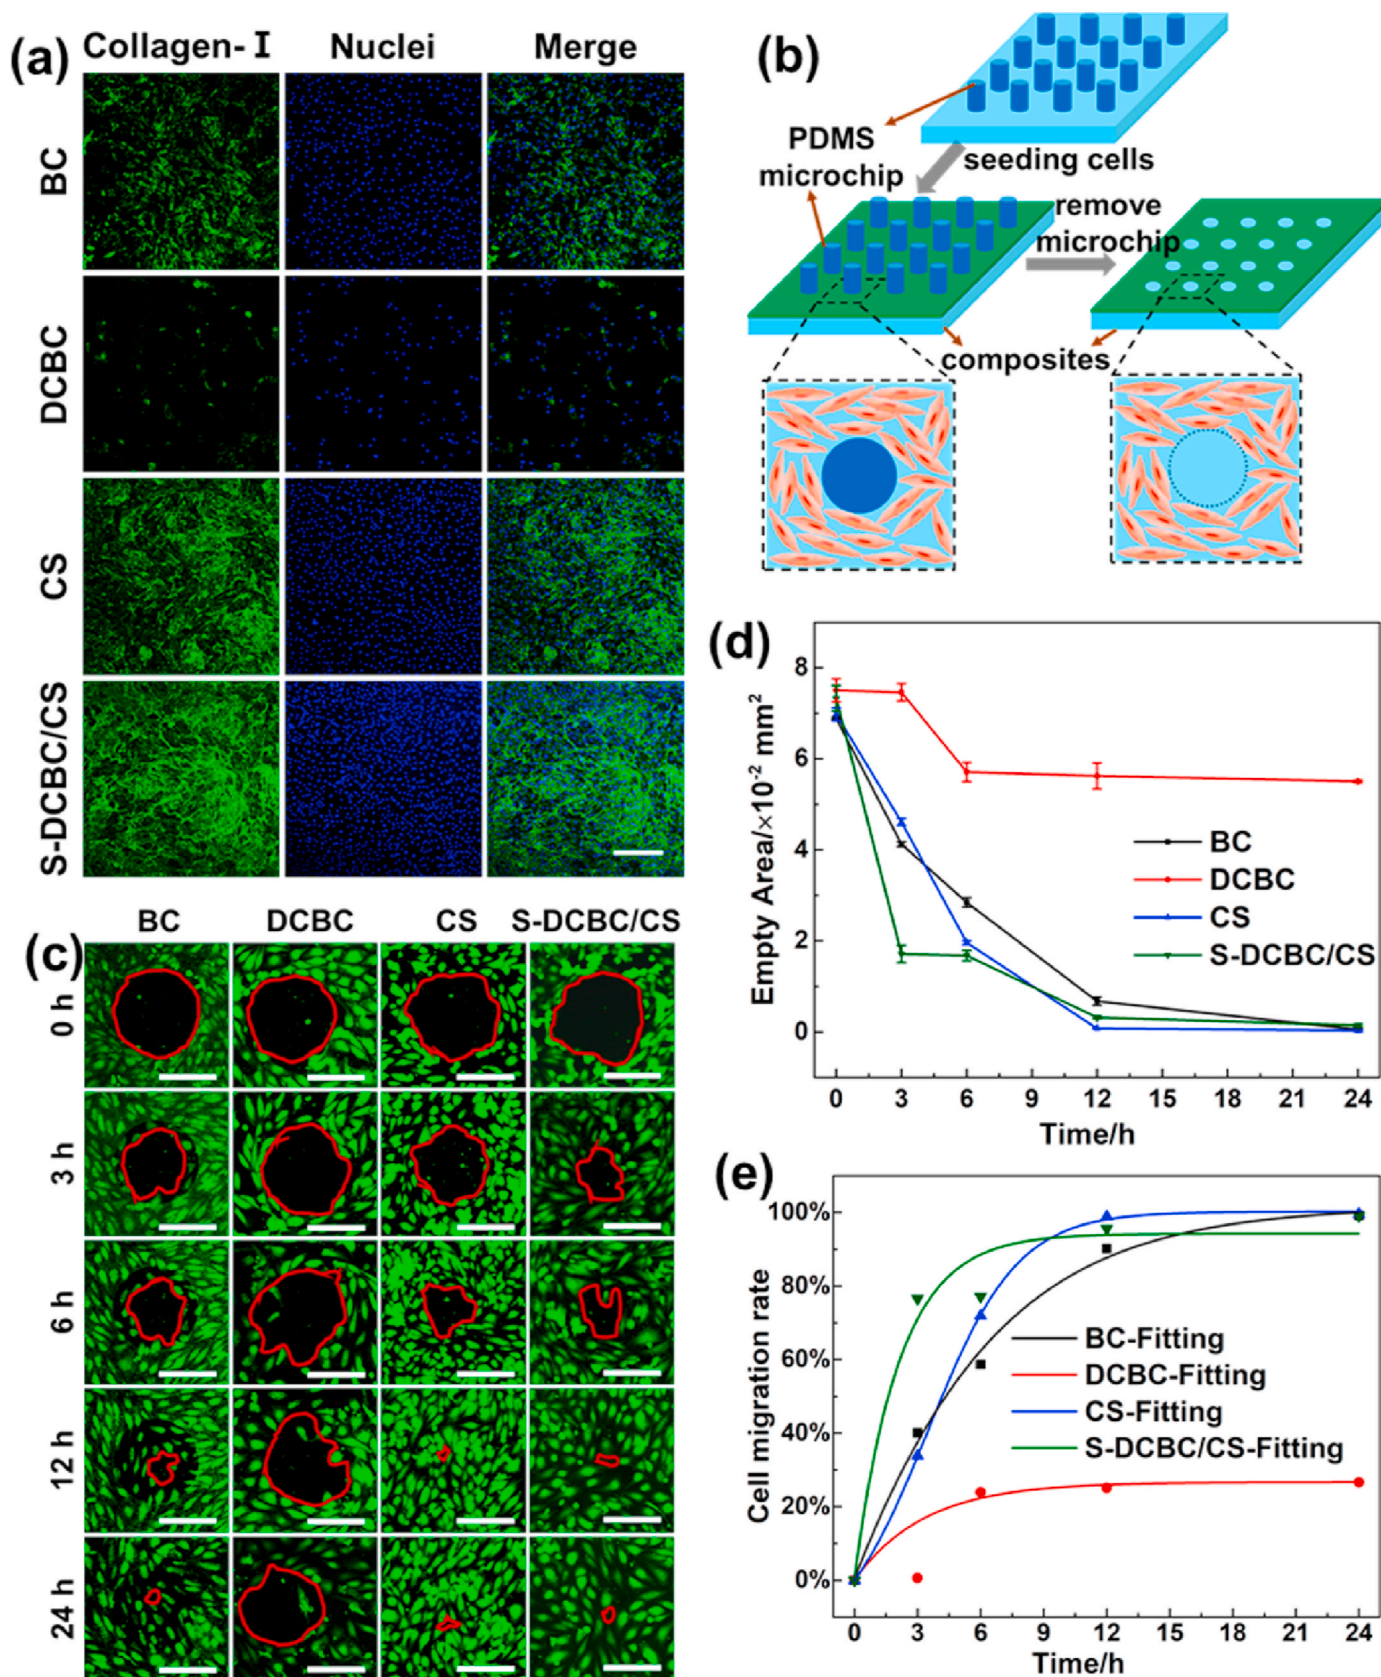 (a)
Collagen-I Nuclei Merge
BC
DCBC
CS
S-DCBC/CS
(b)
PDMS
microchip
seeding cells
remove
microchip
composites
(c)
BC DCBC CS S-DCBC/CS
0 h
3 h
6 h
12 h
24 h
(d)
Empty Area/×10⁻² mm²
8
6
4
2
0
BC
DCBC
CS
S-DCBC/CS
0 3 6 9 12 15 18 21 24
Time/h
(e)
Cell migration rate
100%
80%
60%
40%
20%
0%
BC-Fitting
DCBC-Fitting
CS-Fitting
S-DCBC/CS-Fitting
0 3 6 9 12 15 18 21 24
Time/h